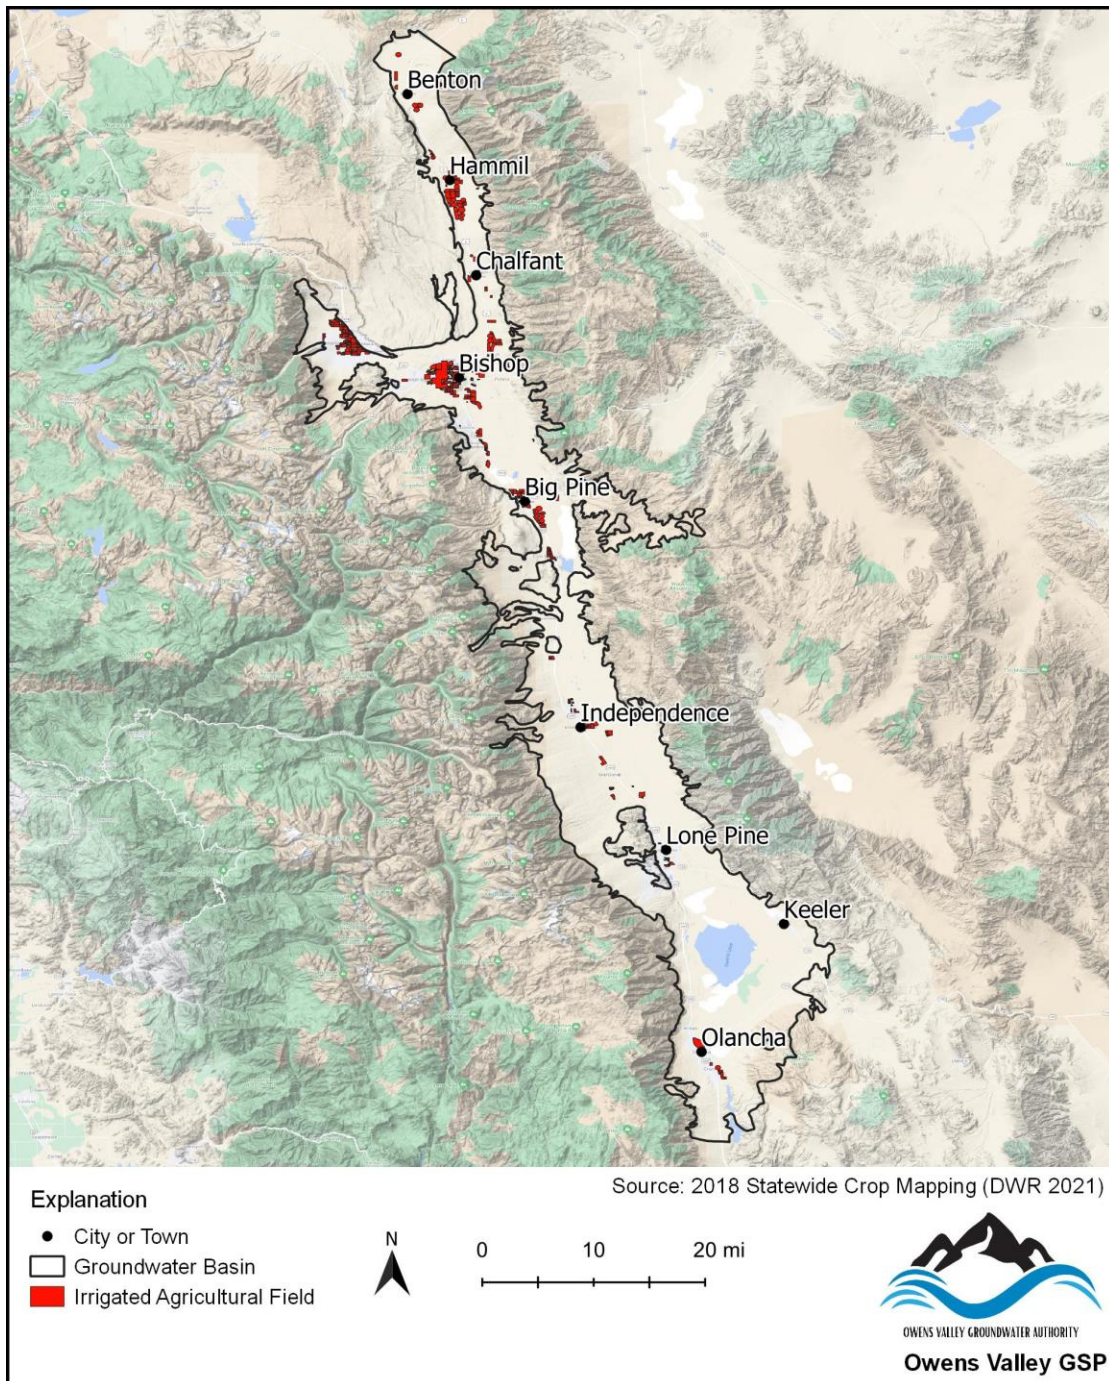 Benton
Hammil
Chalfant
Bishop
Big Pine
Independence
Lone Pine
Keeler
Olancha
Source: 2018 Statewide Crop Mapping (DWR 2021)
Explanation
City or Town
Groundwater Basin
Irrigated Agricultural Field
N
0 10 20 mi
OWENS VALLEY GROUNDWATER AUTHORITY
Owens Valley GSP